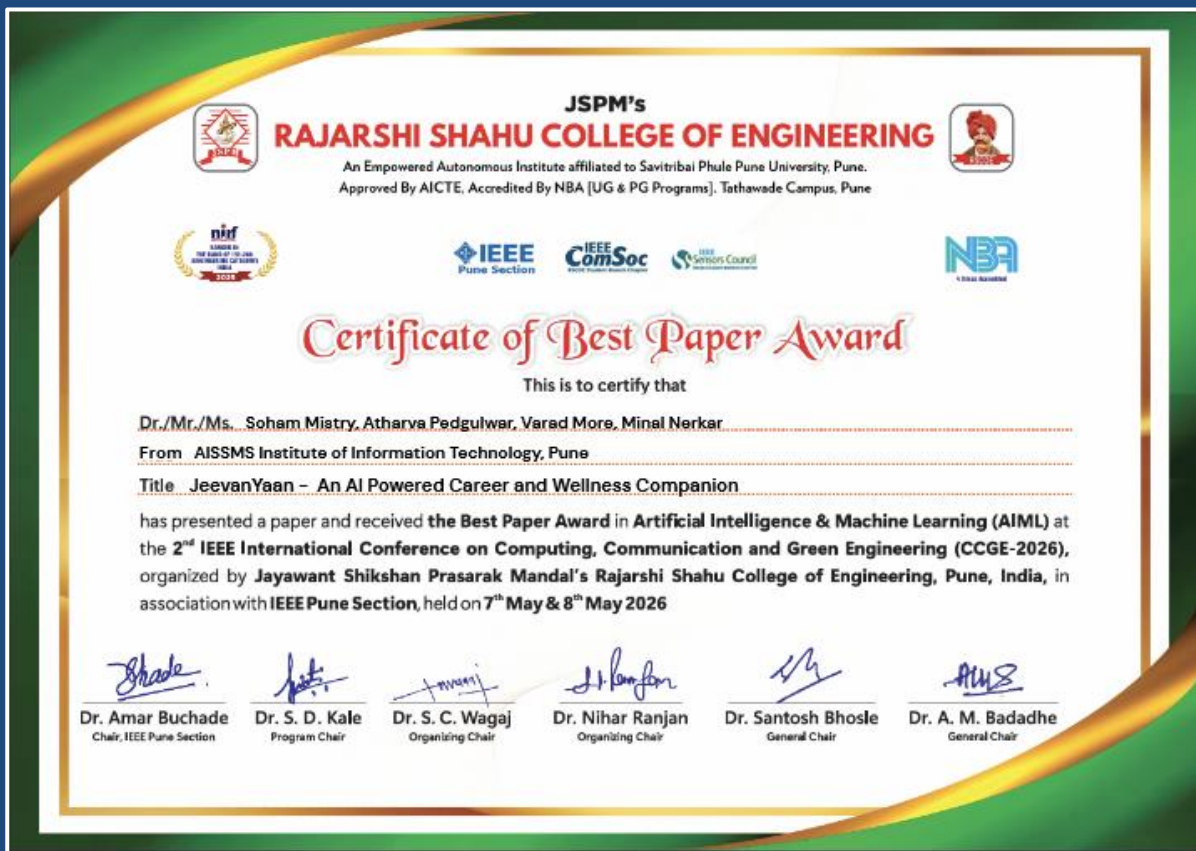 JSPM's
RAJARSHI SHAHU COLLEGE OF ENGINEERING
An Empowered Autonomous Institute affiliated to Savitribai Phule Pune University, Pune.
Approved By AICTE, Accredited By NBA [UG & PG Programs]. Tathawade Campus, Pune
nirf
IEEE
Pune Section
IEEE
ComSoc
IEEE
Sensors Council
NBA
Certificate of Best Paper Award
This is to certify that
Dr./Mr./Ms. Soham Mistry, Atharva Pedgulwar, Varad More, Minal Nerkar
From AISSMS Institute of Information Technology, Pune
Title JeevanYaan – An AI Powered Career and Wellness Companion
has presented a paper and received the Best Paper Award in Artificial Intelligence & Machine Learning (AIML) at
the 2nd IEEE International Conference on Computing, Communication and Green Engineering (CCGE-2026),
organized by Jayawant Shikshan Prasarak Mandal's Rajarshi Shahu College of Engineering, Pune, India, in
association with IEEE Pune Section, held on 7th May & 8th May 2026
Dr. Amar Buchade Dr. S. D. Kale Dr. S. C. Wagaj Dr. Nihar Ranjan Dr. Santosh Bhosle Dr. A. M. Badadhe
Chair, IEEE Pune Section Program Chair Organizing Chair Organizing Chair General Chair General Chair